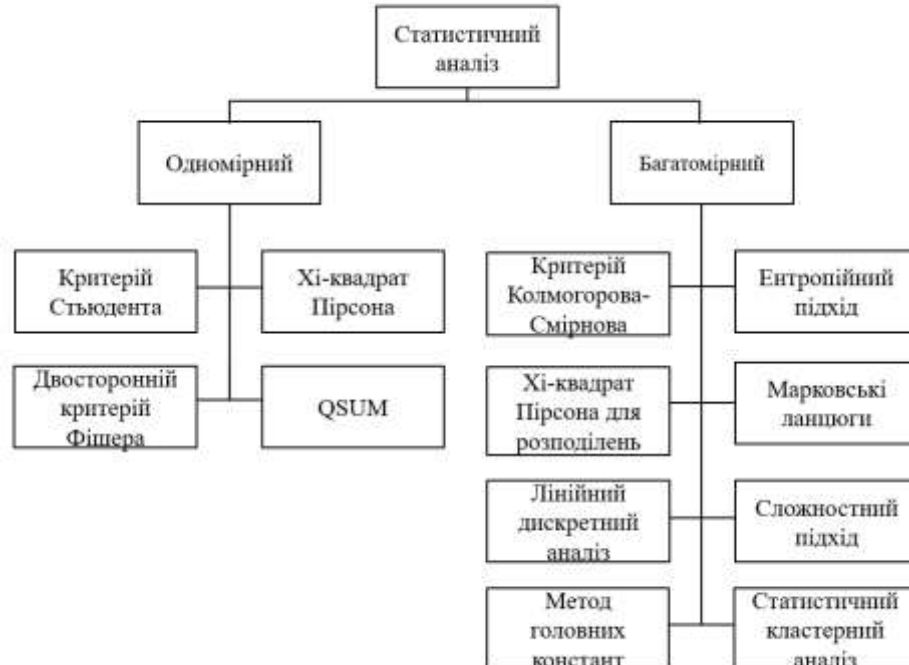 Статистичний
аналіз
Одномірний
Багатомірний
Критерій
Стьюдента
Хі-квадрат
Пірсона
Двосторонній
критерій
Фішера
QSUM
Критерій
Колмогорова-
Смірнова
Ентропійний
підхід
Хі-квадрат
Пірсона для
розподілень
Марковські
ланцюги
Лінійний
дискретний
аналіз
Сложностний
підхід
Метод
головних
констант
Статистичний
кластерний
аналіз